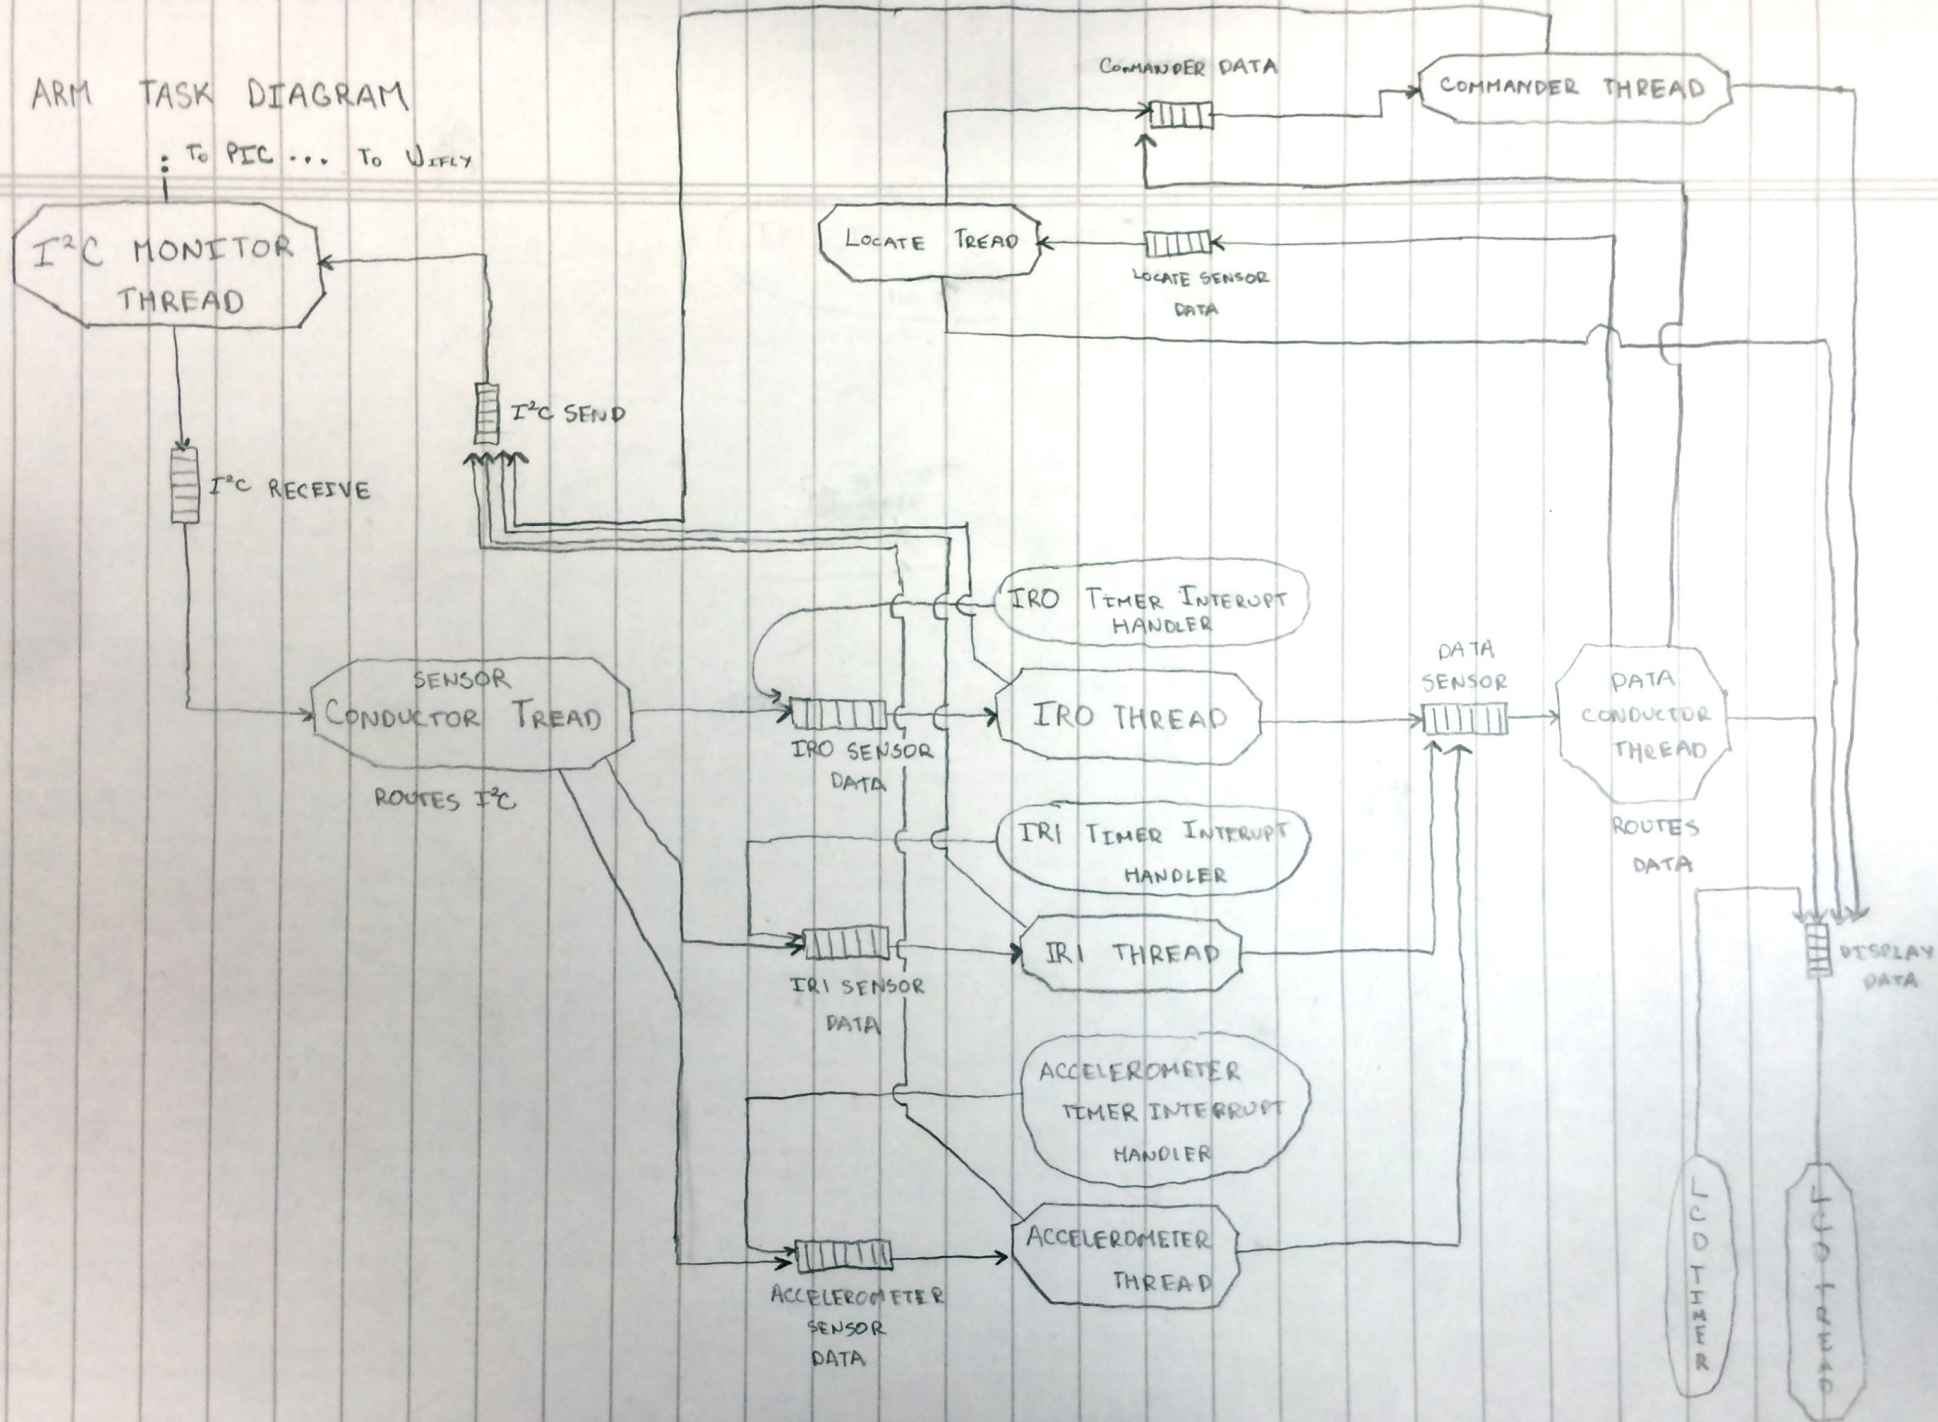 ARM TASK DIAGRAM
: TO PIC ... TO WIFLY
COMMANDER DATA
COMMANDER THREAD
I²C MONITOR
THREAD
LOCATE TREAD
LOCATE SENSOR
DATA
I²C SEND
I²C RECEIVE
IR0 TIMER INTERUPT
HANDLER
SENSOR
CONDUCTOR TREAD
ROUTES I²C
IR0 SENSOR
DATA
IR0 THREAD
DATA
SENSOR
DATA
CONDUCTOR
THREAD
ROUTES
DATA
IR1 TIMER INTERUPT
HANDLER
IR1 SENSOR
DATA
IR1 THREAD
DISPLAY
DATA
ACCELEROMETER
TIMER INTERRUPT
HANDLER
ACCELEROMETER
SENSOR
DATA
ACCELEROMETER
THREAD
LCD TIMER
LCD